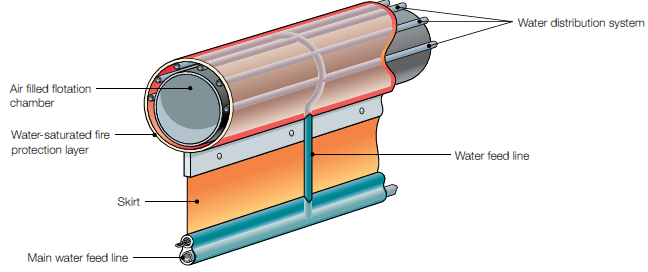 Water distribution system
Air filled flotation
chamber
Water-saturated fire
protection layer
Water feed line
Skirt
Main water feed line